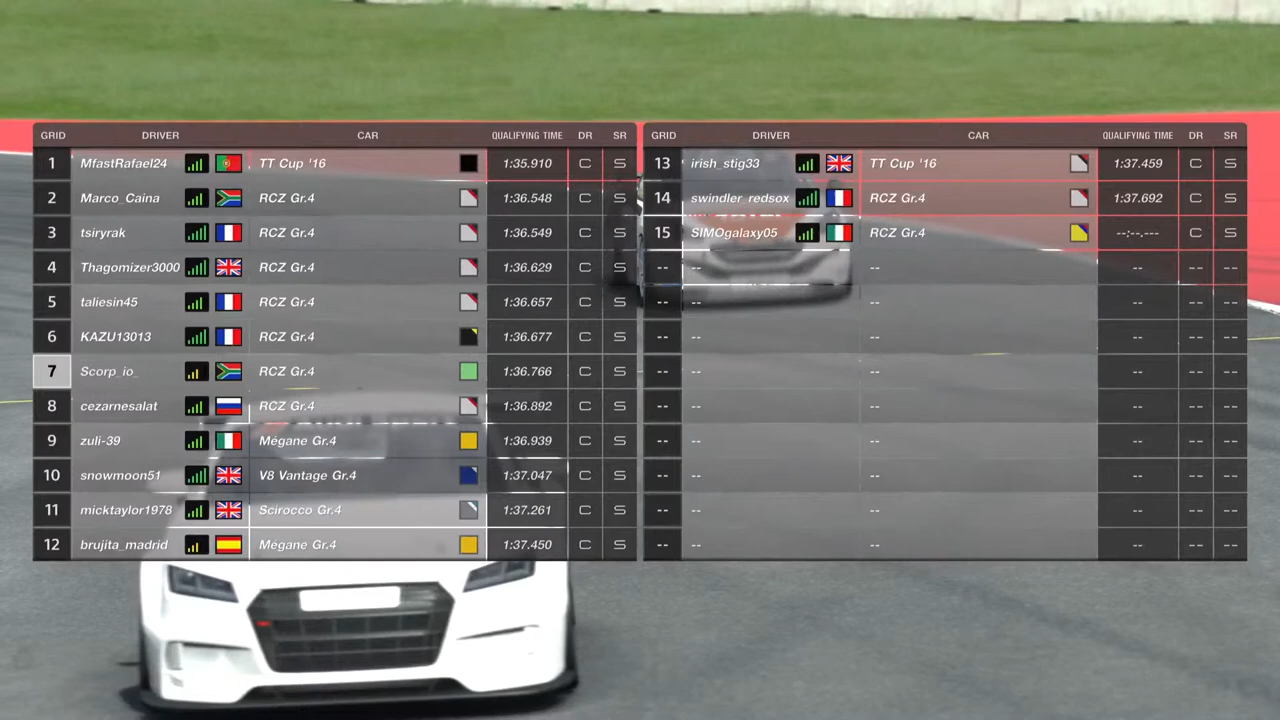 GRID DRIVER CAR QUALIFYING TIME DR SR
1 MfastRafael24 TT Cup '16 1:35.910 C S
2 Marco_Caina RCZ Gr.4 1:36.548 C S
3 tsiryrak RCZ Gr.4 1:36.549 C S
4 Thagomizer3000 RCZ Gr.4 1:36.629 C S
5 taliesin45 RCZ Gr.4 1:36.657 C S
6 KAZU13013 RCZ Gr.4 1:36.677 C S
7 Scorp_io_ RCZ Gr.4 1:36.766 C S
8 cezarnesalat RCZ Gr.4 1:36.892 C S
9 zuli-39 Mégane Gr.4 1:36.939 C S
10 snowmoon51 V8 Vantage Gr.4 1:37.047 C S
11 micktaylor1978 Scirocco Gr.4 1:37.261 C S
12 brujita_madrid Mégane Gr.4 1:37.450 C S
GRID DRIVER CAR QUALIFYING TIME DR SR
13 irish_stig33 TT Cup '16 1:37.459 C S
14 swindler_redsox RCZ Gr.4 1:37.692 C S
15 SIMOgalaxy05 RCZ Gr.4 --:--.--- C S
-- -- -- -- -- --
-- -- -- -- -- --
-- -- -- -- -- --
-- -- -- -- -- --
-- -- -- -- -- --
-- -- -- -- -- --
-- -- -- -- -- --
-- -- -- -- -- --
-- -- -- -- -- --